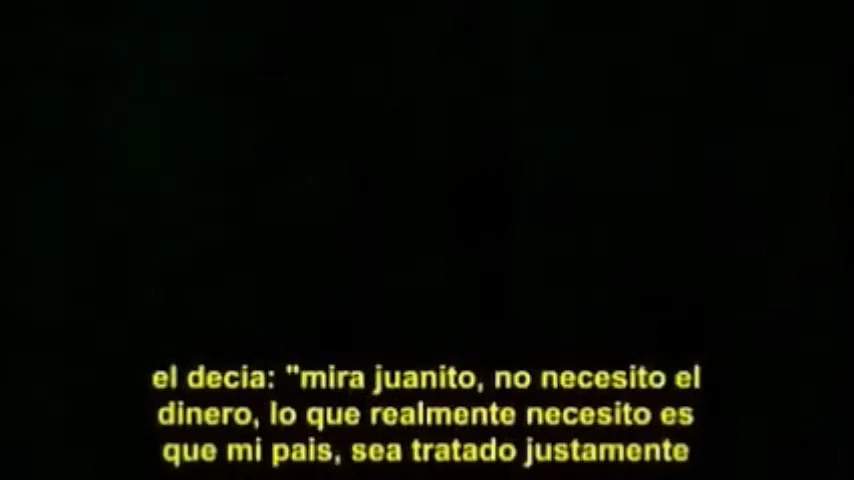 el decia: "mira juanito, no necesito el
dinero, lo que realmente necesito es
que mi pais, sea tratado justamente